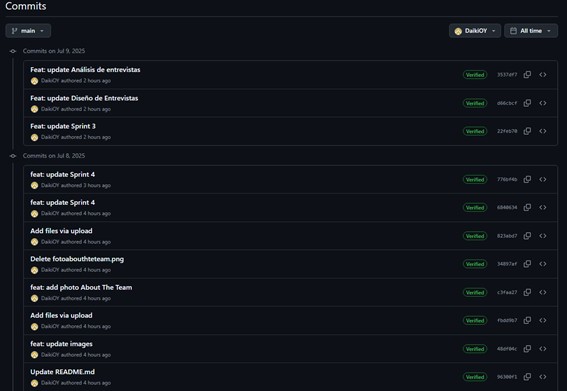 Commits
main
DaikiOY
All time
Commits on Jul 9, 2025
Feat: update Análisis de entrevistas
DaikiOY authored 2 hours ago
Verified
3537df7
Feat: update Diseño de Entrevistas
DaikiOY authored 2 hours ago
Verified
d66cbcf
Feat: update Sprint 3
DaikiOY authored 2 hours ago
Verified
22feb70
Commits on Jul 8, 2025
feat: update Sprint 4
DaikiOY authored 3 hours ago
Verified
feat: update Sprint 4
DaikiOY authored 4 hours ago
Verified
6840634
Add files via upload
DaikiOY authored 4 hours ago
Verified
823abd7
Delete fotoabouthteteam.png
DaikiOY authored 4 hours ago
Verified
34897af
feat: add photo About The Team
DaikiOY authored 4 hours ago
Verified
c3faa27
Add files via upload
DaikiOY authored 4 hours ago
Verified
fbdd9b7
feat: update images
DaikiOY authored 4 hours ago
Verified
48df04c
Update README.md
DaikiOY authored 4 hours ago
Verified
96300f1